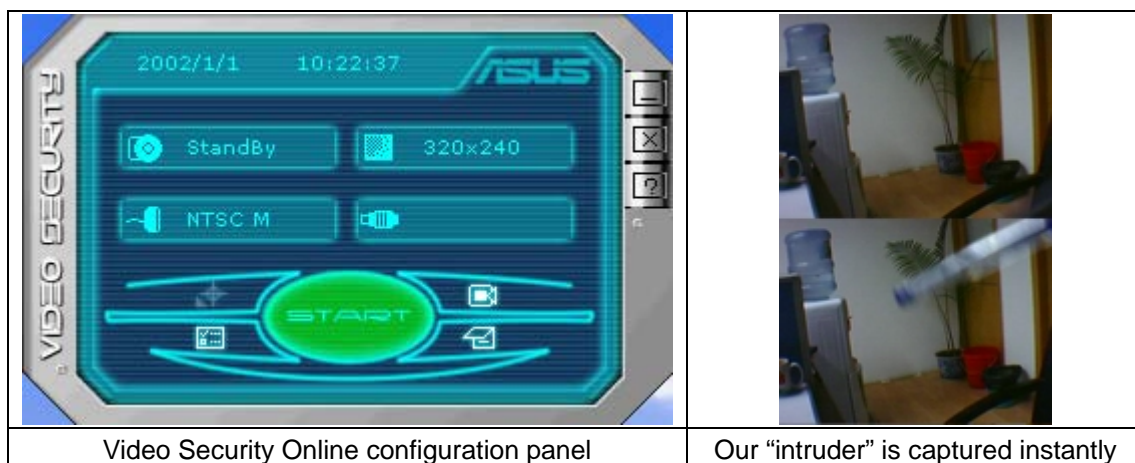 2002/1/1 10:22:37 ASUS
VIDEO SECURITY
StandBy 320x240
NTSC M
START
Video Security Online configuration panel
Our “intruder” is captured instantly